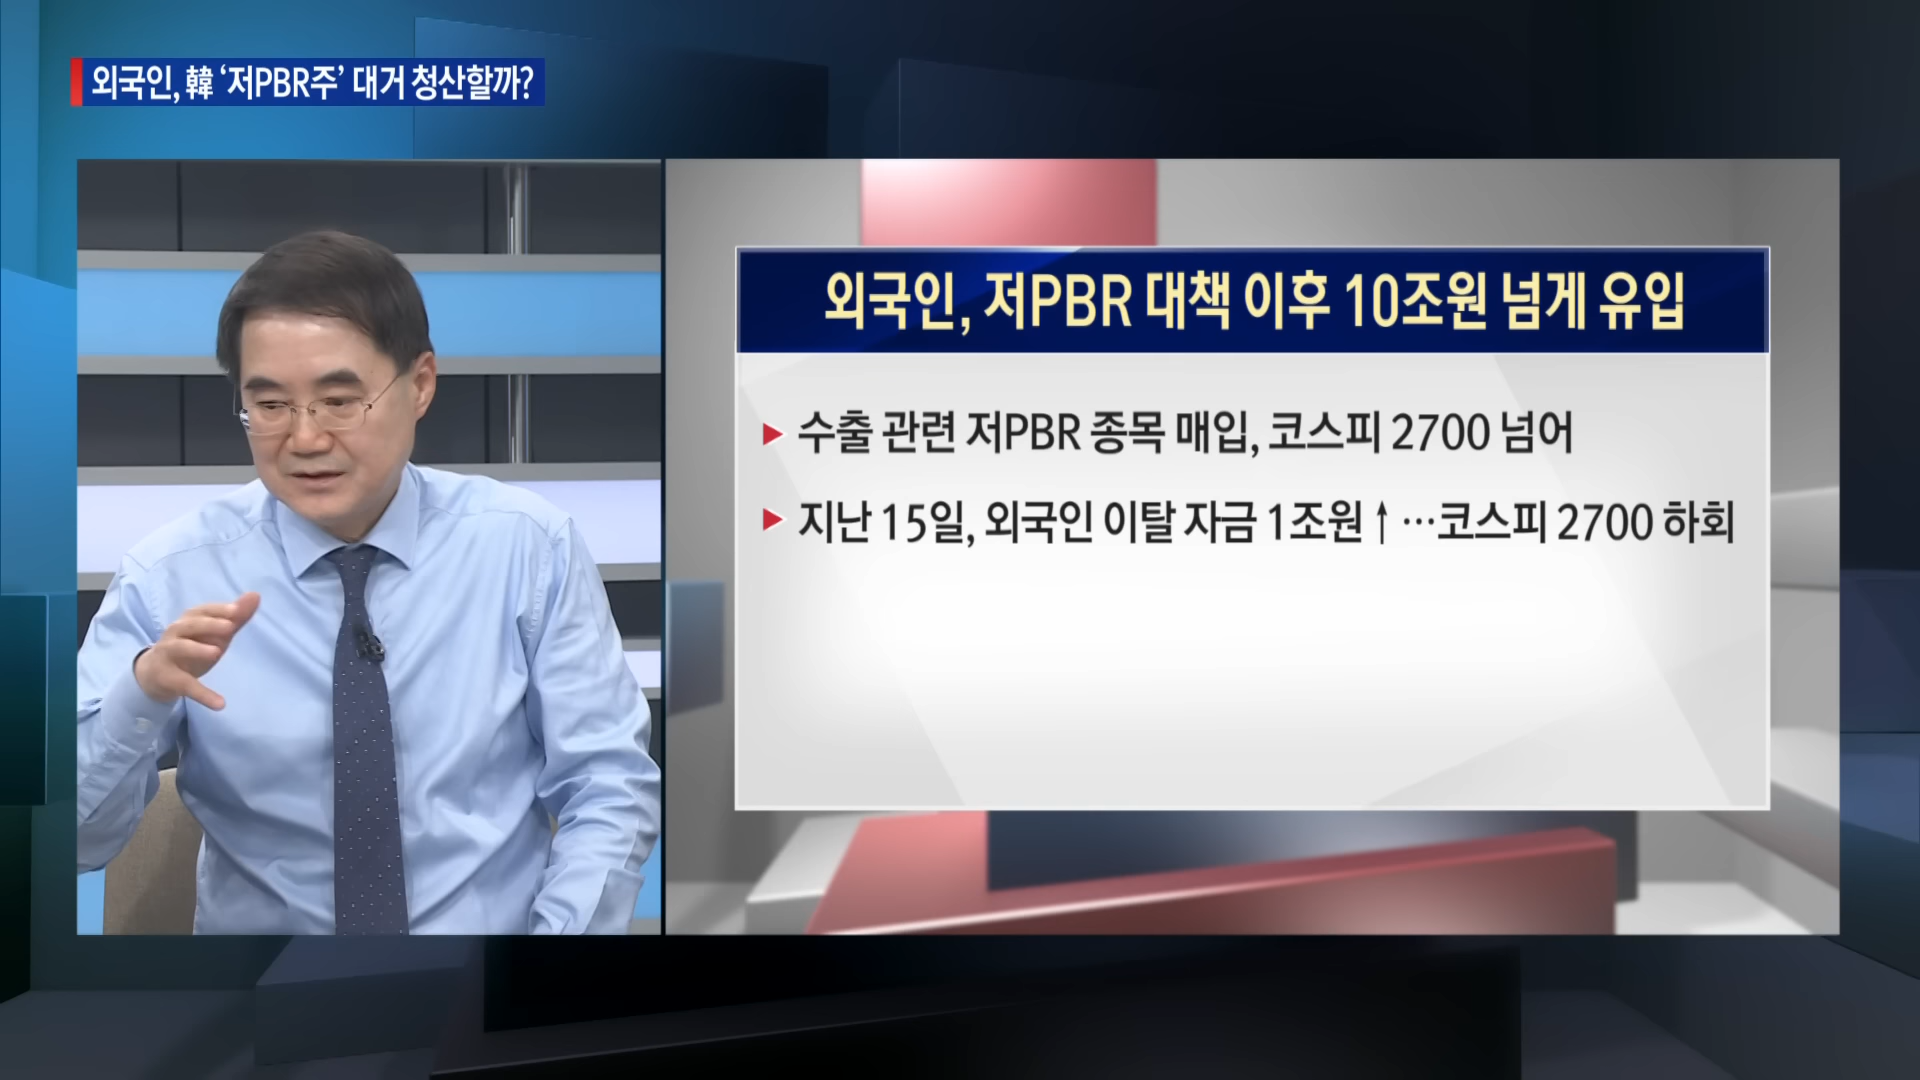 외국인, 韓 ‘저PBR주’ 대거 청산할까?
외국인, 저PBR 대책 이후 10조원 넘게 유입
▶ 수출 관련 저PBR 종목 매입, 코스피 2700 넘어
▶ 지난 15일, 외국인 이탈 자금 1조원↑…코스피 2700 하회